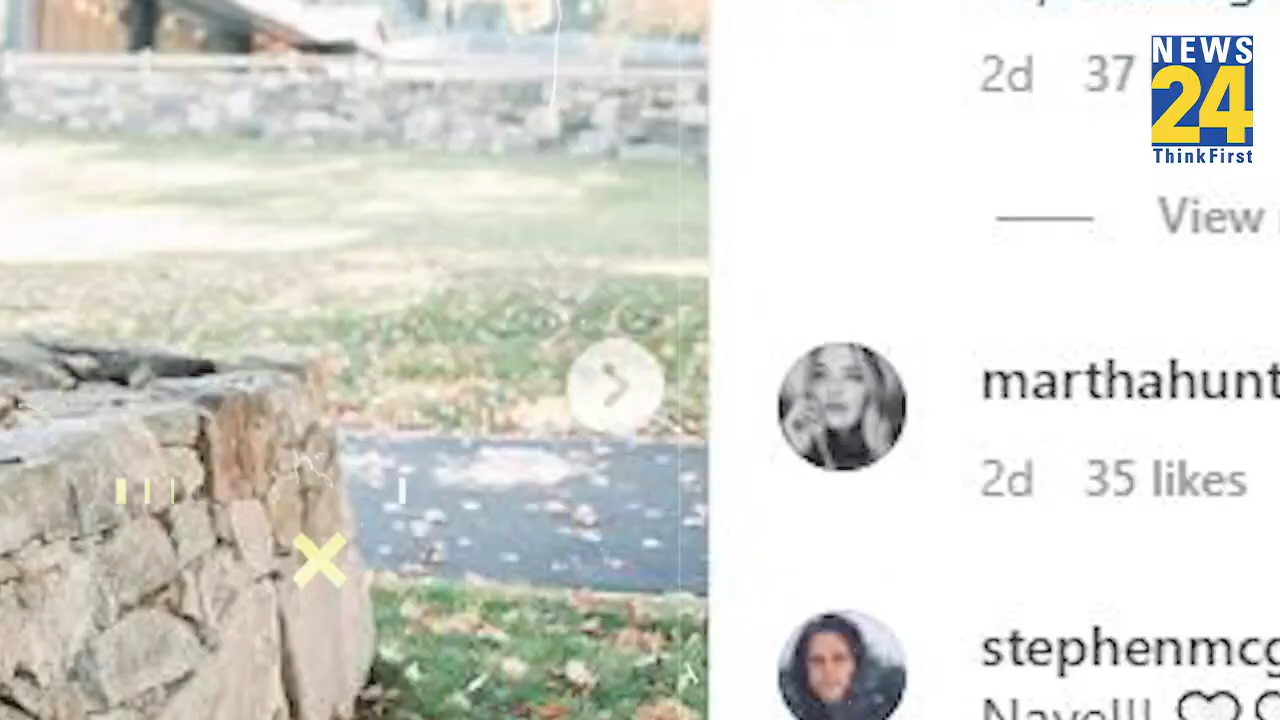 2d 37
NEWS
24
ThinkFirst
View
marthahunt
2d 35 likes
stephenmcg